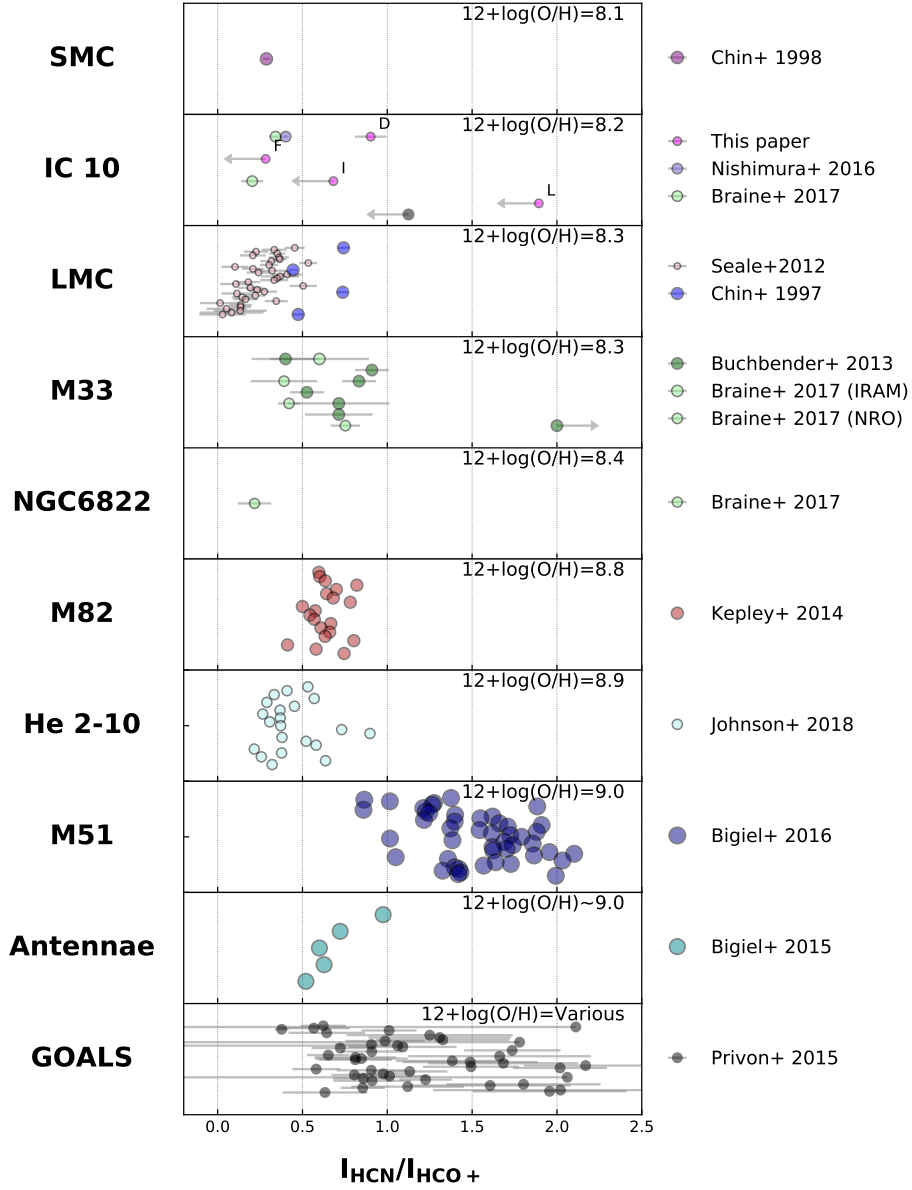 12+log(O/H)=8.1
SMC
Chin+ 1998
12+log(O/H)=8.2
D
F
I
L
IC 10
This paper
Nishimura+ 2016
Braine+ 2017
12+log(O/H)=8.3
LMC
Seale+2012
Chin+ 1997
12+log(O/H)=8.3
M33
Buchbender+ 2013
Braine+ 2017 (IRAM)
Braine+ 2017 (NRO)
12+log(O/H)=8.4
NGC6822
Braine+ 2017
12+log(O/H)=8.8
M82
Kepley+ 2014
12+log(O/H)=8.9
He 2-10
Johnson+ 2018
12+log(O/H)=9.0
M51
Bigiel+ 2016
12+log(O/H)~9.0
Antennae
Bigiel+ 2015
12+log(O/H)=Various
GOALS
Privon+ 2015
0.0 0.5 1.0 1.5 2.0 2.5
I_HCN/I_HCO+